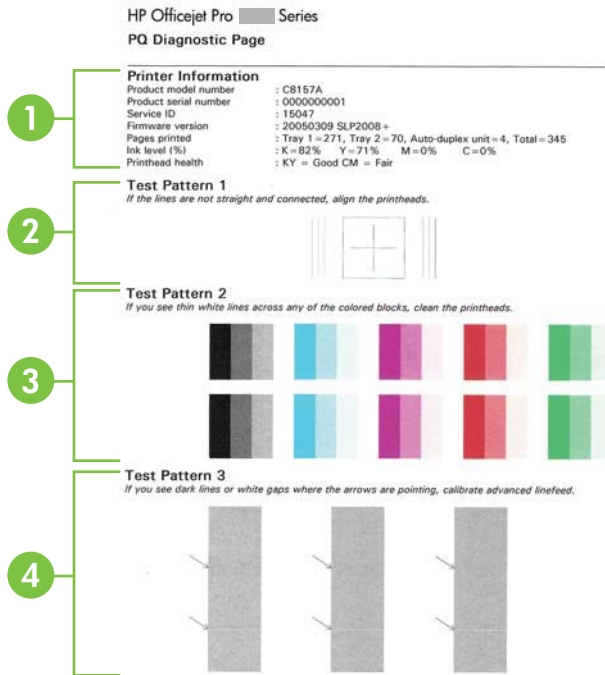 HP Officejet Pro Series
PQ Diagnostic Page
1
Printer Information
Product model number : C8157A
Product serial number : 0000000001
Service ID : 15047
Firmware version : 20050309 SLP2008+
Pages printed : Tray 1=271, Tray 2=70, Auto-duplex unit=4, Total=345
Ink level (%) : K=82% Y=71% M=0% C=0%
Printhead health : KY = Good CM = Fair
2
Test Pattern 1
If the lines are not straight and connected, align the printheads.
3
Test Pattern 2
If you see thin white lines across any of the colored blocks, clean the printheads.
4
Test Pattern 3
If you see dark lines or white gaps where the arrows are pointing, calibrate advanced linefeed.